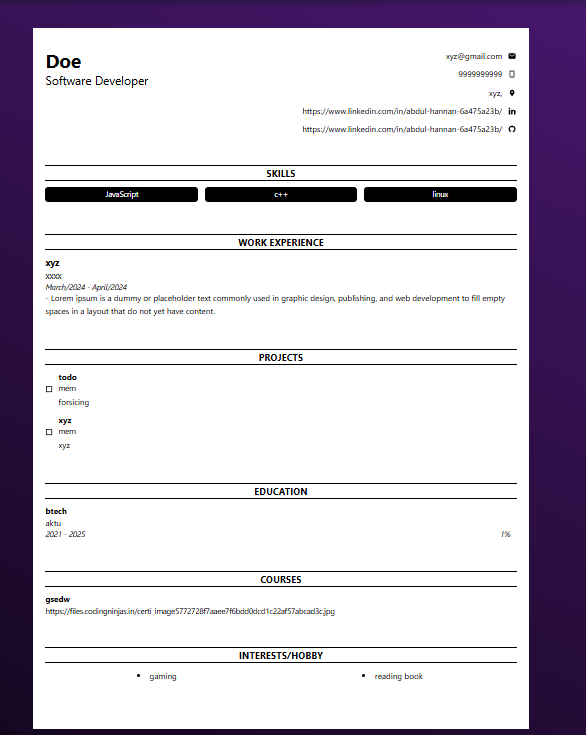 Doe
Software Developer
xyz@gmail.com
9999999999
xyz,
https://www.linkedin.com/in/abdul-hannan-6a475a23b/
https://www.linkedin.com/in/abdul-hannan-6a475a23b/
SKILLS
JavaScript
c++
linux
WORK EXPERIENCE
xyz
xxxx
March/2024 - April/2024
- Lorem ipsum is a dummy or placeholder text commonly used in graphic design, publishing, and web development to fill empty
spaces in a layout that do not yet have content.
PROJECTS
todo
mem
forsicing
xyz
mem
xyz
EDUCATION
btech
aktu
2021 - 2025
1%
COURSES
gsedw
https://files.codingninjas.in/certi_image5772728f7aaee7f6bdd0dcd1c22af57abcad3c.jpg
INTERESTS/HOBBY
• gaming
• reading book